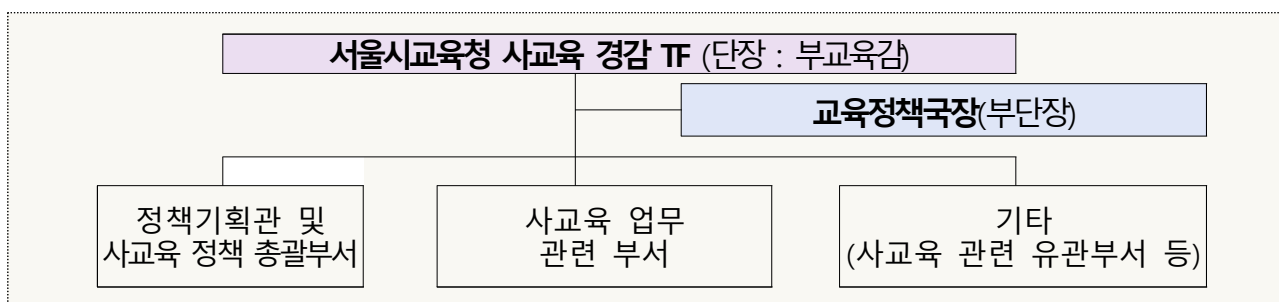 서울시교육청 사교육 경감 TF (단장 : 부교육감)
교육정책국장(부단장)
정책기획관 및
사교육 정책 총괄부서
사교육 업무
관련 부서
기타
(사교육 관련 유관부서 등)